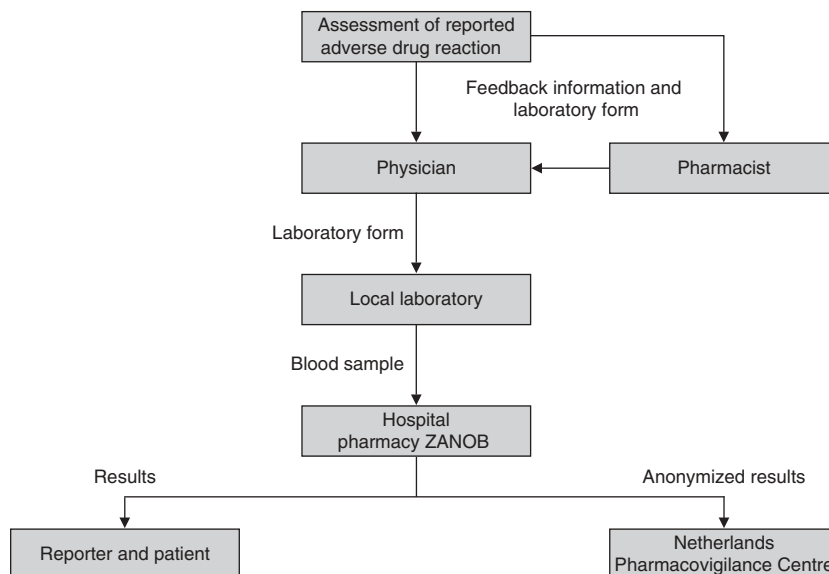 Assessment of reported
adverse drug reaction
Feedback information and
laboratory form
Physician
Pharmacist
Laboratory form
Local laboratory
Blood sample
Hospital
pharmacy ZANOB
Results
Anonymized results
Reporter and patient
Netherlands
Pharmacovigilance Centre